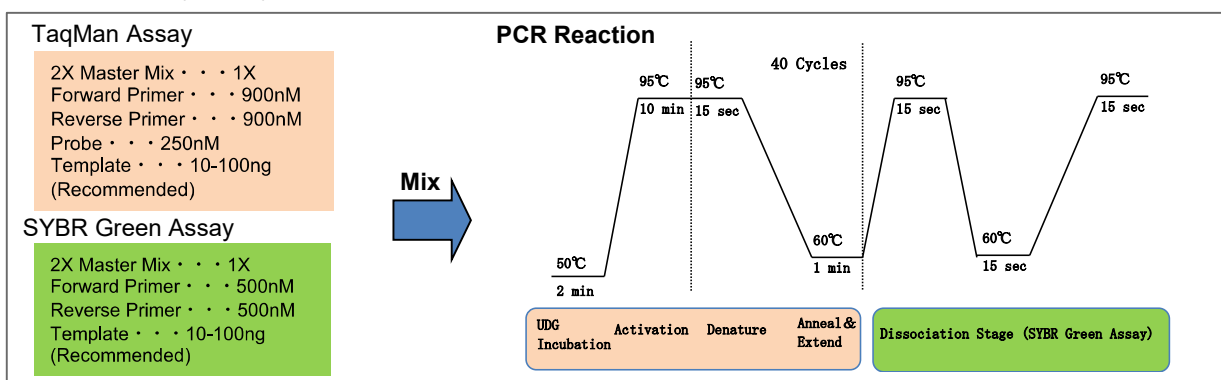 TaqMan Assay
2X Master Mix・・・1X
Forward Primer・・・900nM
Reverse Primer・・・900nM
Probe・・・250nM
Template・・・10-100ng
(Recommended)
SYBR Green Assay
2X Master Mix・・・1X
Forward Primer・・・500nM
Reverse Primer・・・500nM
Template・・・10-100ng
(Recommended)
Mix
PCR Reaction
40 Cycles
50℃
2 min
95℃
10 min
95℃
15 sec
60℃
1 min
95℃
15 sec
60℃
15 sec
95℃
15 sec
UDG
Incubation
Activation
Denature
Anneal&
Extend
Dissociation Stage (SYBR Green Assay)